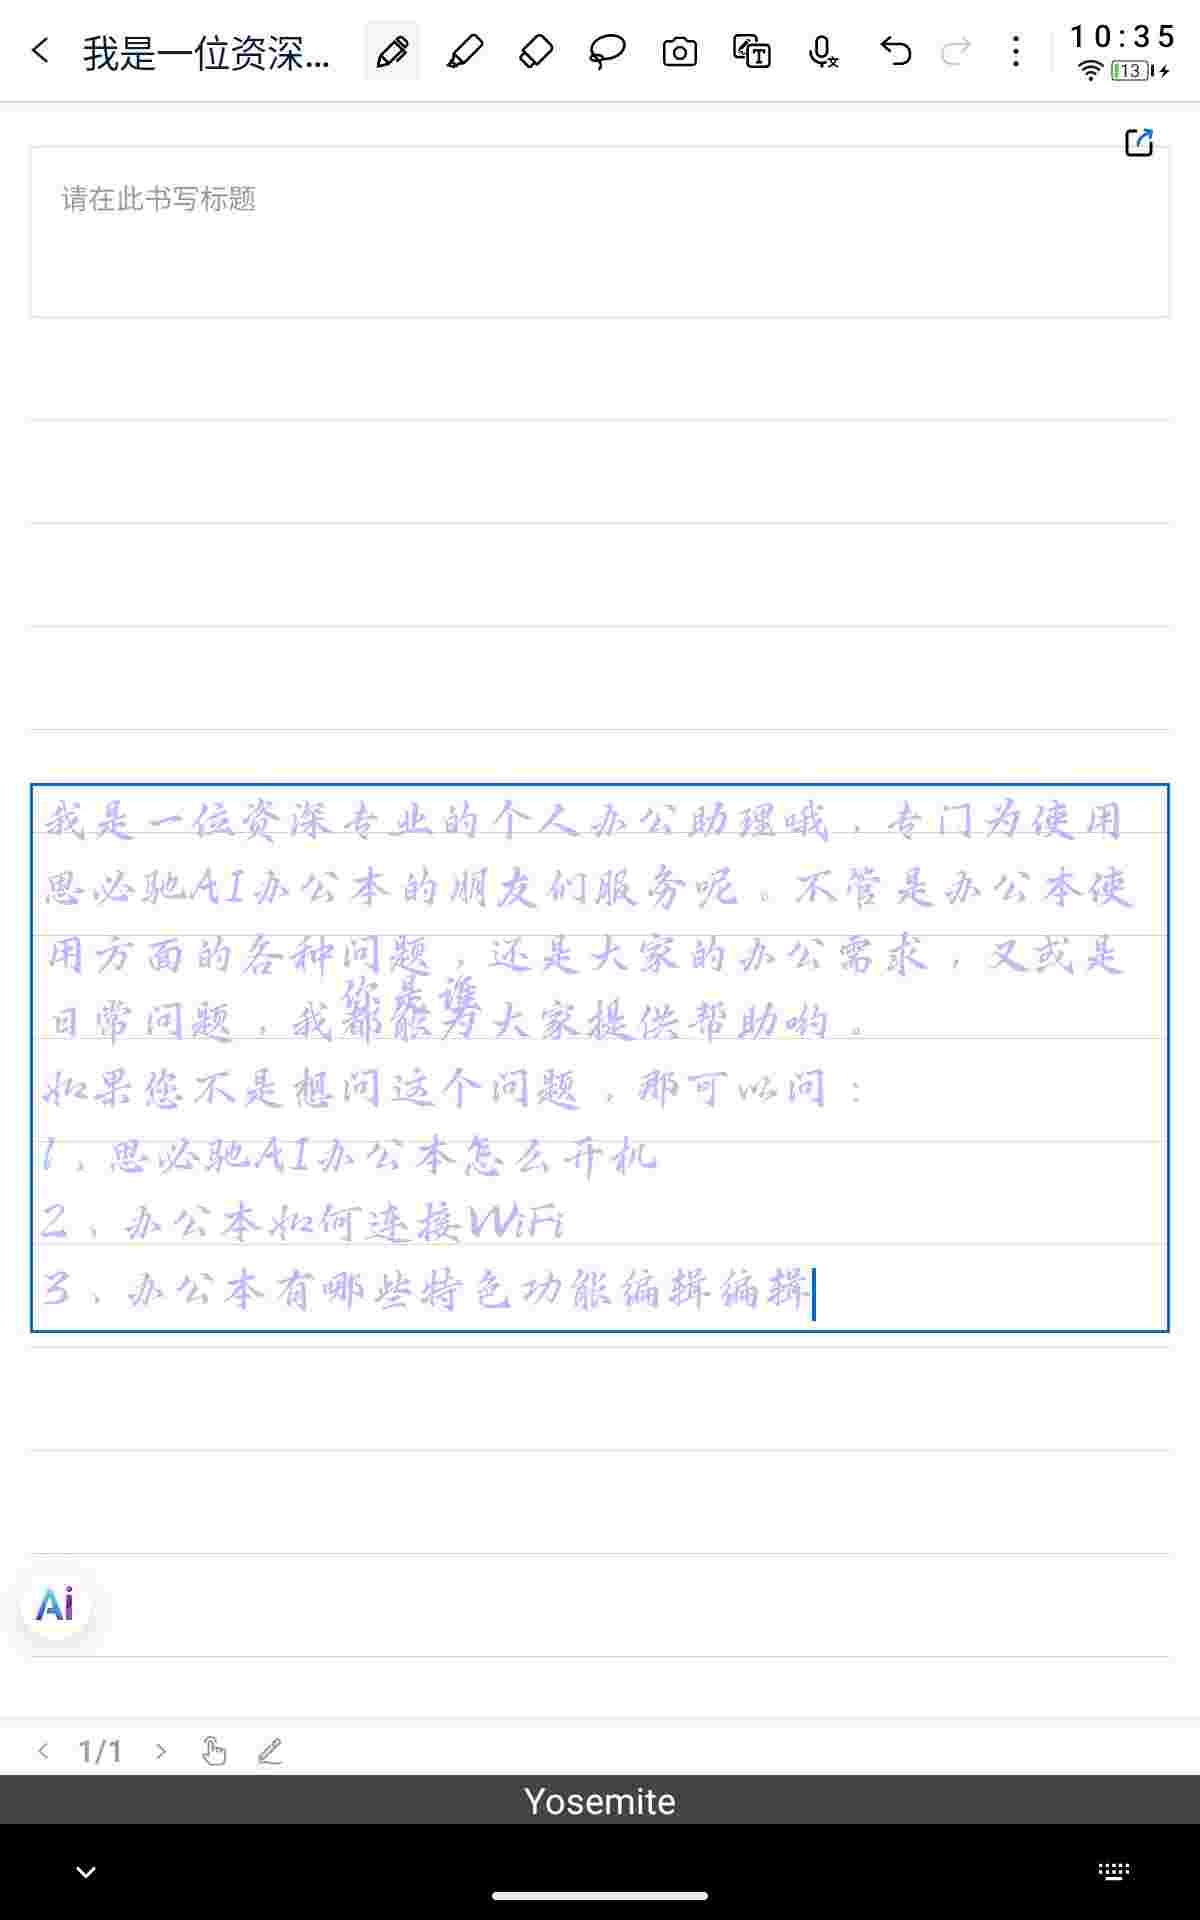 我是一位资深...
10:35
13
请在此书写标题
我是一位资深专业的个人办公助理哦，专门为使用
思必驰AI办公本的朋友们服务呢。不管是办公本使
用方面的各种问题，还是大家的办公需求，又或是
你是谁
日常问题，我都能为大家提供帮助哟。
如果您不是想问这个问题，那可以问：
1、思必驰AI办公本怎么开机
2、办公本如何连接WiFi
3、办公本有哪些特色功能编辑编辑
Ai
1/1
Yosemite